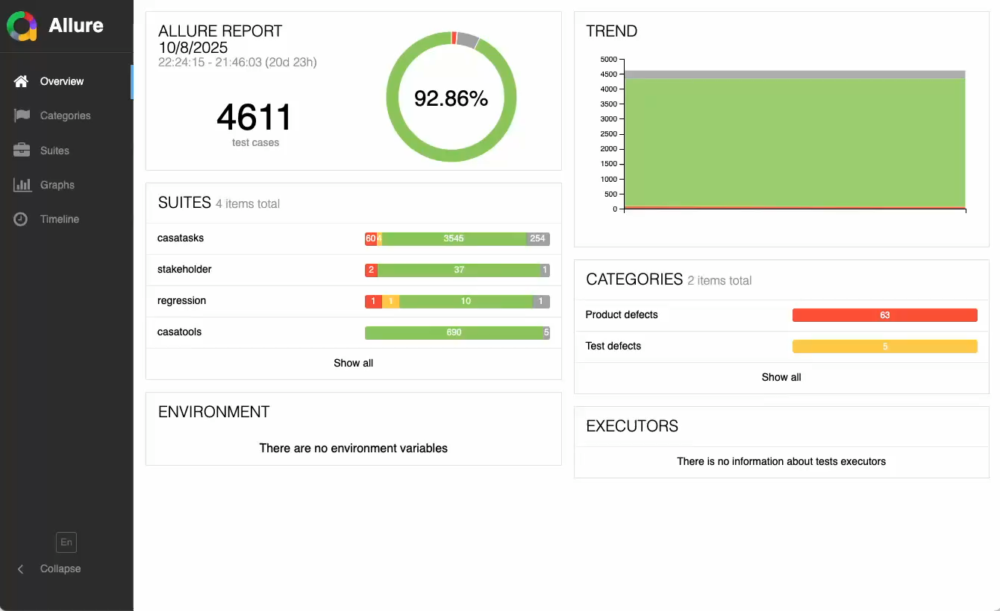 Allure
Overview
Categories
Suites
Graphs
Timeline
En
Collapse
ALLURE REPORT
10/8/2025
22:24:15 - 21:46:03 (20d 23h)
4611
test cases
92.86%
SUITES 4 items total
casatasks 60 4 3545 254
stakeholder 2 37 1
regression 1 1 10 1
casatools 690 5
Show all
ENVIRONMENT
There are no environment variables
TREND
5000
4500
4000
3500
3000
2500
2000
1500
1000
500
0
CATEGORIES 2 items total
Product defects 63
Test defects 5
Show all
EXECUTORS
There is no information about tests executors